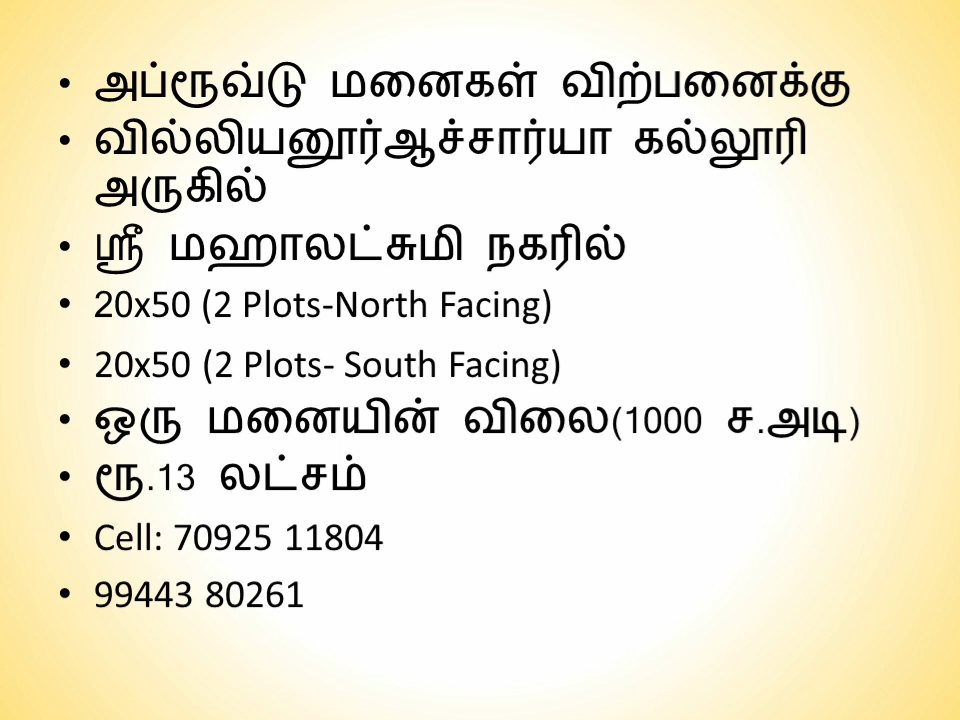 • அப்ரூவ்டு மனைகள் விற்பனைக்கு
• வில்லியனூர்ஆச்சார்யா கல்லூரி
அருகில்
• ஸ்ரீ மஹாலட்சுமி நகரில்
• 20x50 (2 Plots-North Facing)
• 20x50 (2 Plots- South Facing)
• ஒரு மனையின் விலை(1000 ச.அடி)
• ரூ.13 லட்சம்
• Cell: 70925 11804
• 99443 80261